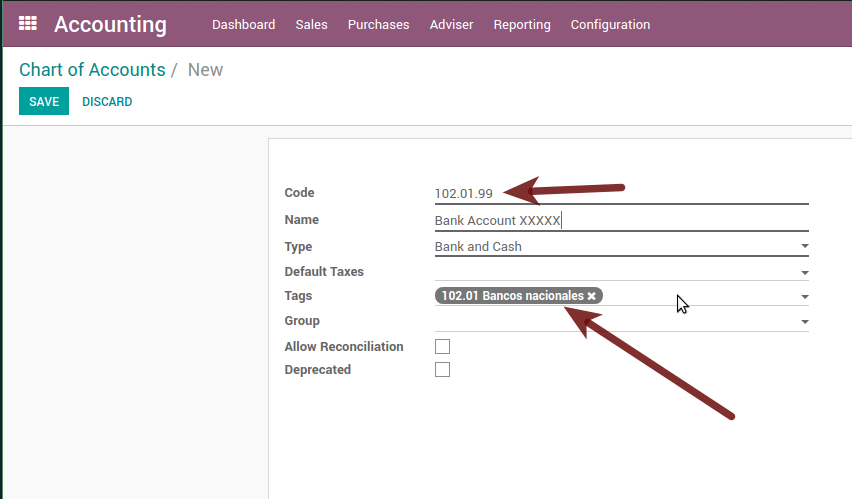 Accounting Dashboard Sales Purchases Adviser Reporting Configuration
Chart of Accounts / New
SAVE DISCARD
Code 102.01.99
Name Bank Account XXXXX
Type Bank and Cash
Default Taxes
Tags 102.01 Bancos nacionales ×
Group
Allow Reconciliation
Deprecated